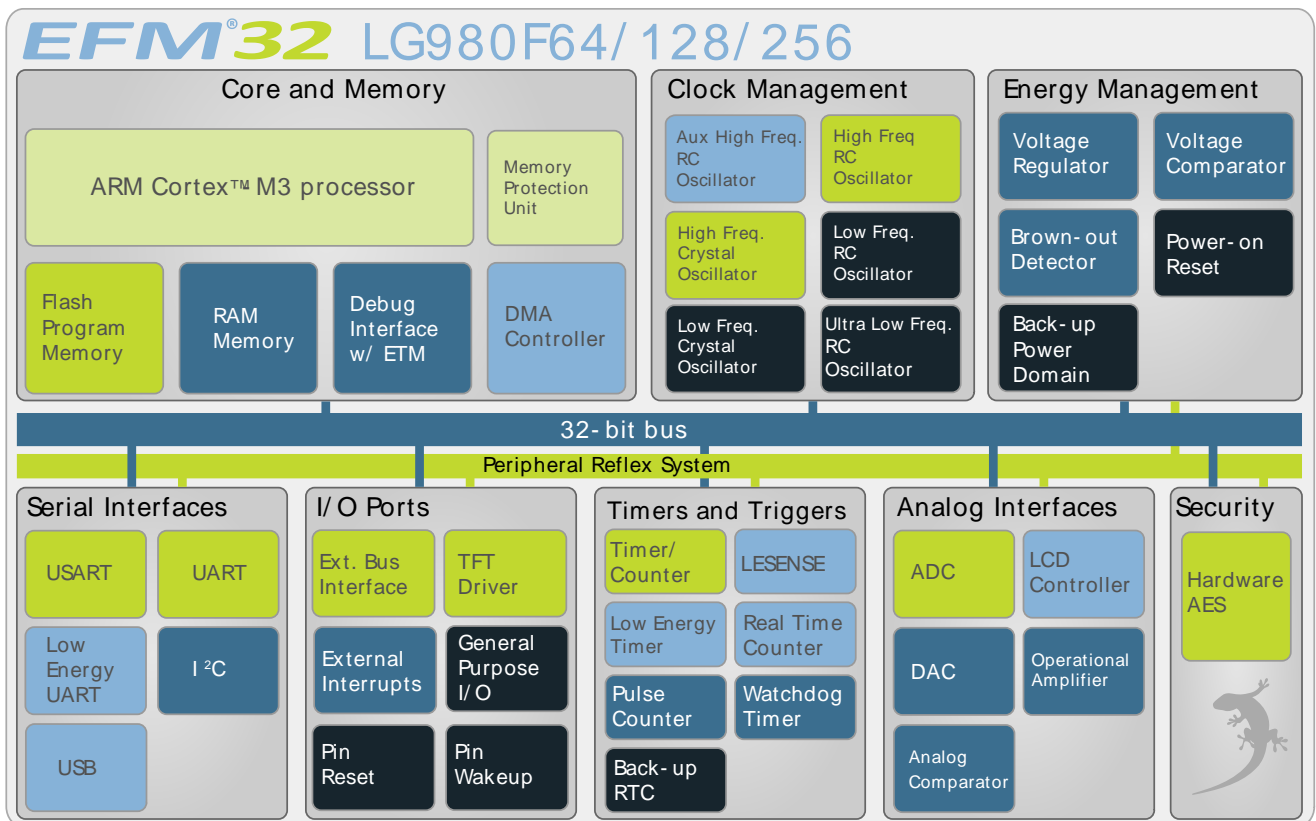 EFM®32 LG980F64/128/256
Core and Memory
ARM Cortex™ M3 processor
Memory
Protection
Unit
Flash
Program
Memory
RAM
Memory
Debug
Interface
w/ ETM
DMA
Controller
Clock Management
Aux High Freq.
RC
Oscillator
High Freq
RC
Oscillator
High Freq.
Crystal
Oscillator
Low Freq.
RC
Oscillator
Low Freq.
Crystal
Oscillator
Ultra Low Freq.
RC
Oscillator
Energy Management
Voltage
Regulator
Voltage
Comparator
Brown-out
Detector
Power-on
Reset
Back-up
Power
Domain
32-bit bus
Peripheral Reflex System
Serial Interfaces
USART
UART
Low
Energy
UART
I²C
USB
I/O Ports
Ext. Bus
Interface
TFT
Driver
External
Interrupts
General
Purpose
I/O
Pin
Reset
Pin
Wakeup
Timers and Triggers
Timer/
Counter
LESENSE
Low Energy
Timer
Real Time
Counter
Pulse
Counter
Watchdog
Timer
Back-up
RTC
Analog Interfaces
ADC
LCD
Controller
DAC
Operational
Amplifier
Analog
Comparator
Security
Hardware
AES